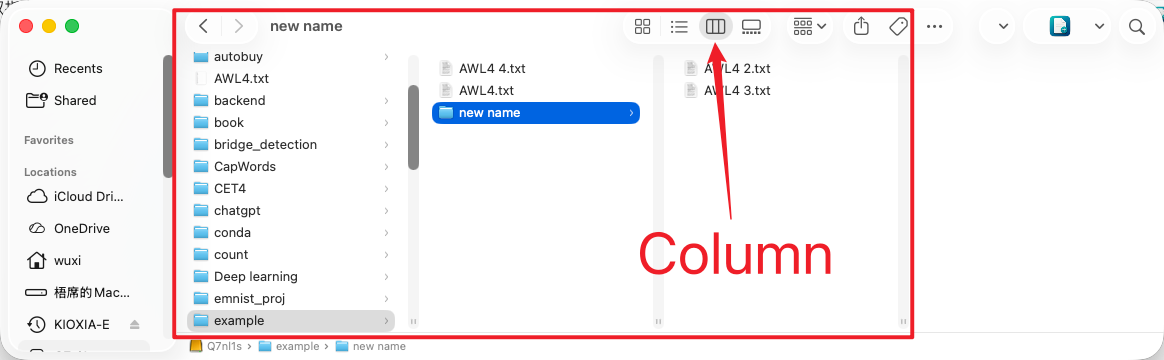 new name
Recents
Shared
Favorites
Locations
iCloud Dri...
OneDrive
wuxi
梧席的Mac...
KIOXIA-E
autobuy
AWL4.txt
backend
book
bridge_detection
CapWords
CET4
chatgpt
conda
count
Deep learning
emnist_proj
example
AWL4 4.txt
AWL4.txt
new name
AWL4 2.txt
AWL4 3.txt
Column
Q7nl1s › example › new name